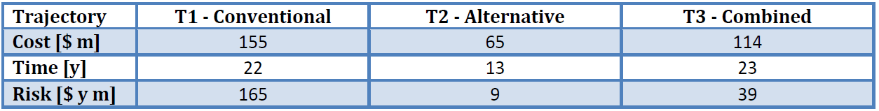 Trajectory T1 - Conventional T2 - Alternative T3 - Combined
Cost [$ m] 155 65 114
Time [y] 22 13 23
Risk [$ y m] 165 9 39